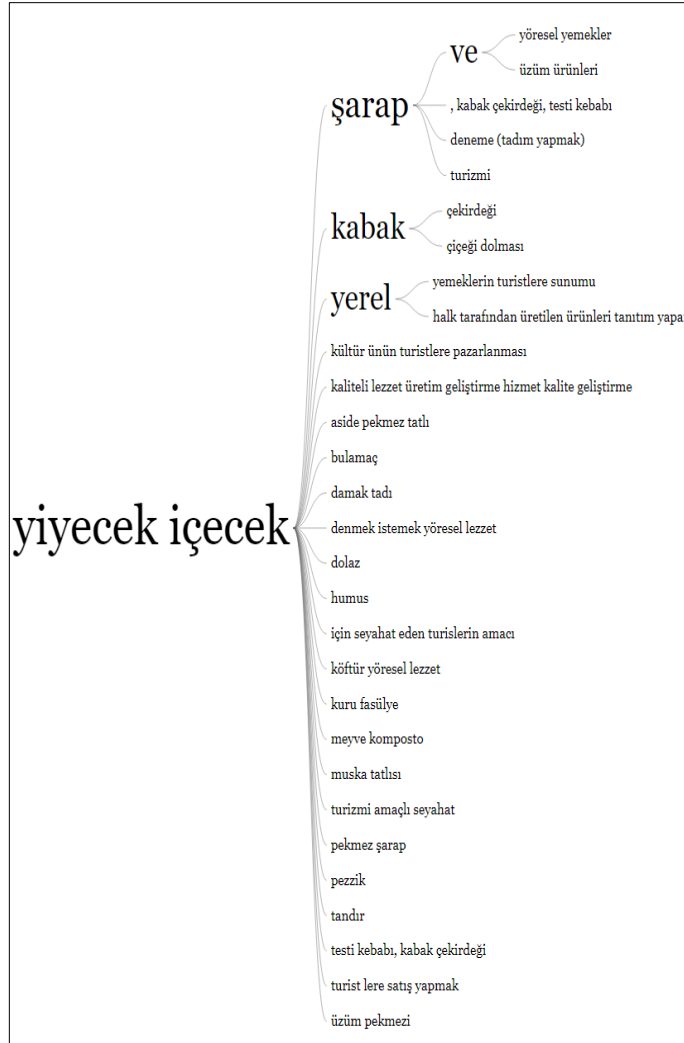 yiyecek içecek
şarap
ve
yöresel yemekler
üzüm ürünleri
, kabak çekirdeği, testi kebabı
deneme (tadım yapmak)
turizmi
kabak
çekirdeği
çiçeği dolması
yerel
yemeklerin turistlere sunumu
halk tarafından üretilen ürünleri tanıtım yapa
kültür ünün turistlere pazarlanması
kaliteli lezzet üretim geliştirme hizmet kalite geliştirme
aside pekmez tatlı
bulamaç
damak tadı
denmek istemek yöresel lezzet
dolaz
humus
için seyahat eden turislerin amacı
köftür yöresel lezzet
kuru fasülye
meyve komposto
muska tatlısı
turizmi amaçlı seyahat
pekmez şarap
pezzik
tandır
testi kebabı, kabak çekirdeği
turist lere satış yapmak
üzüm pekmezi